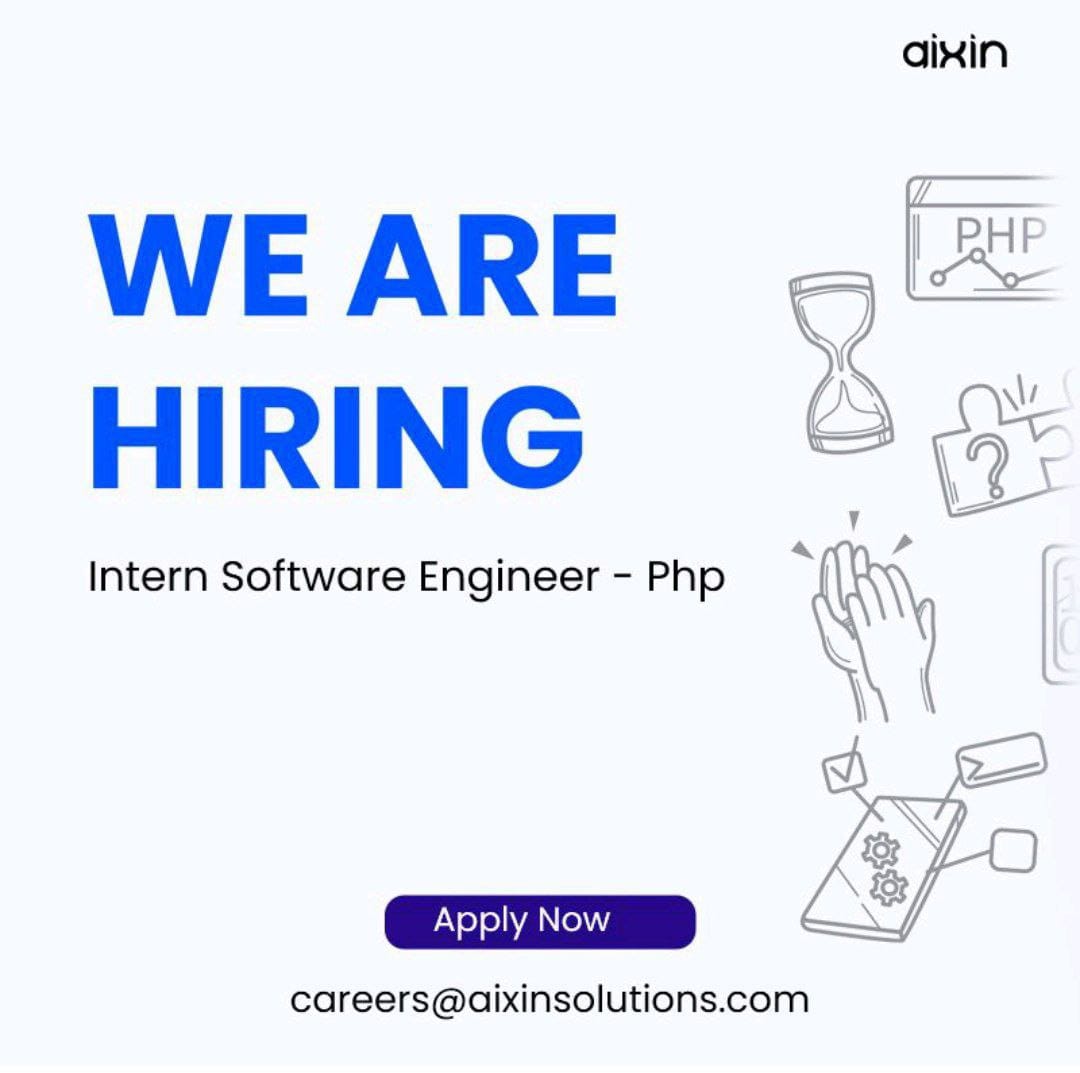 aixin
WE ARE
HIRING
PHP
?
Intern Software Engineer - Php
Apply Now
careers@aixinsolutions.com